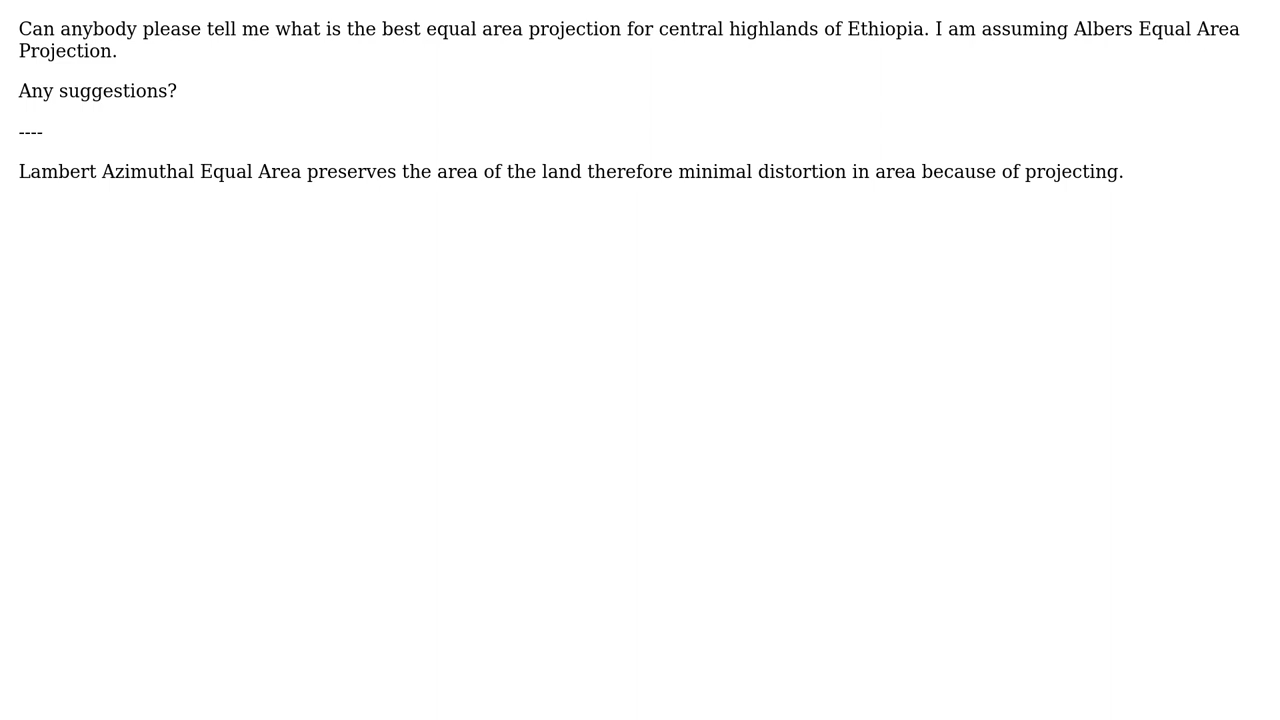 Can anybody please tell me what is the best equal area projection for central highlands of Ethiopia. I am assuming Albers Equal Area
Projection.
Any suggestions?
----
Lambert Azimuthal Equal Area preserves the area of the land therefore minimal distortion in area because of projecting.